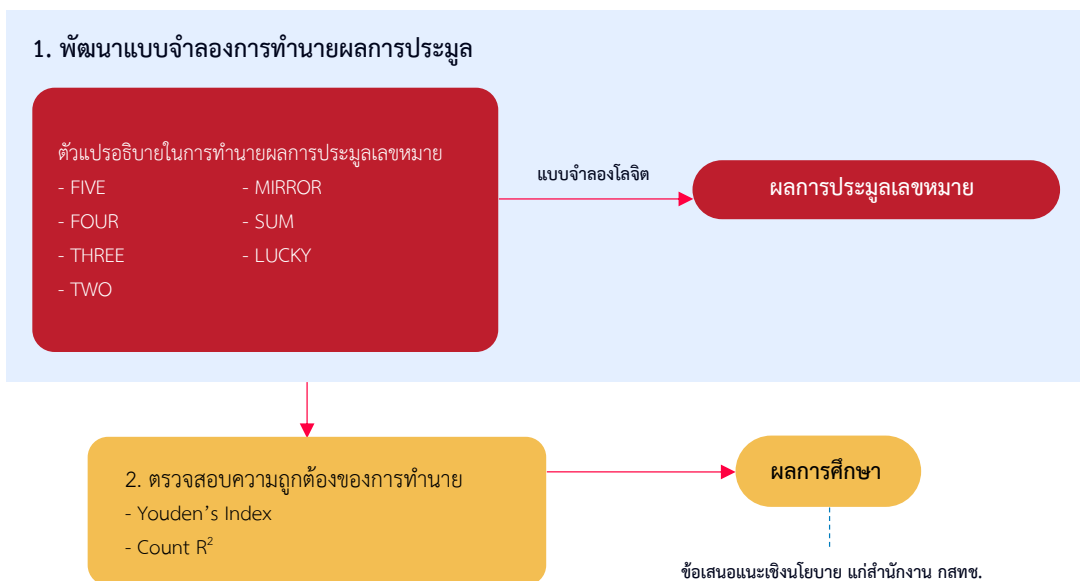 1. พัฒนาแบบจำลองการทำนายผลการประมูล
ตัวแปรอธิบายในการทำนายผลการประมูลเลขหมาย
- FIVE
- MIRROR
- FOUR
- SUM
- THREE
- LUCKY
- TWO
แบบจำลองโลจิต
ผลการประมูลเลขหมาย
2. ตรวจสอบความถูกต้องของการทำนาย
- Youden's Index
- Count R²
ผลการศึกษา
ข้อเสนอแนะเชิงนโยบาย แก่สำนักงาน กสทช.